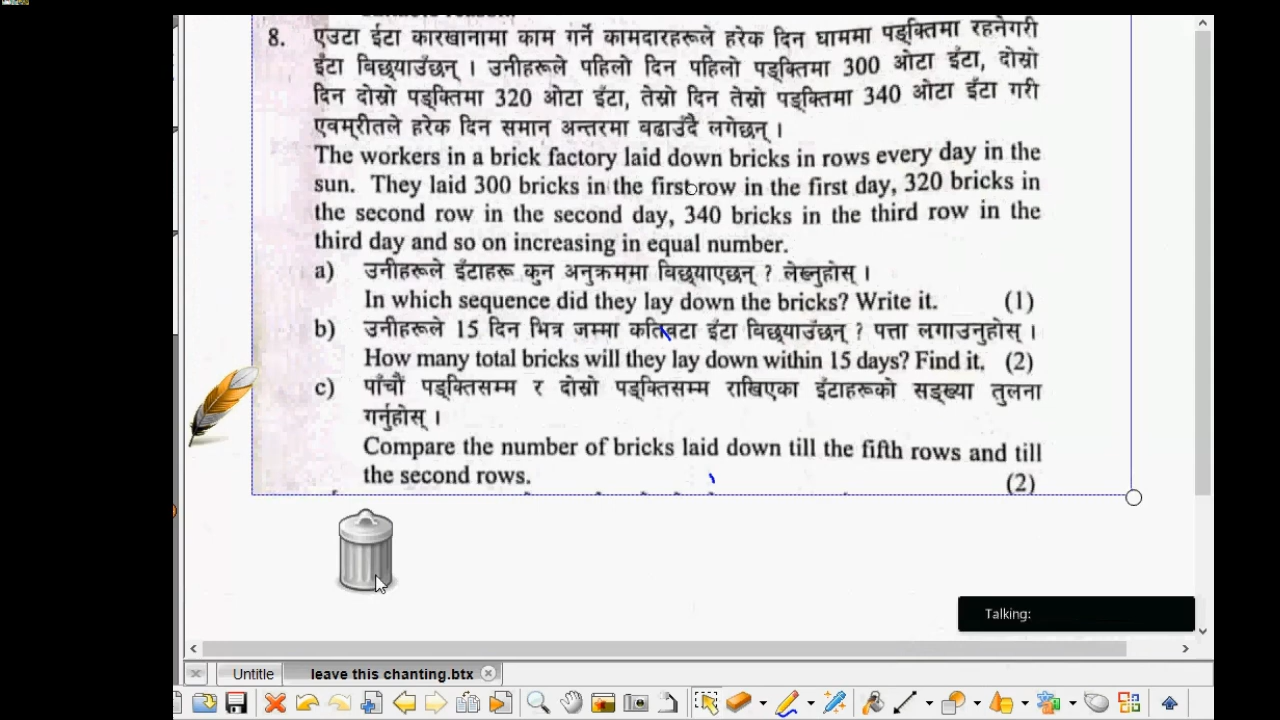 8. एउटा ईटा कारखानामा काम गर्ने कामदारहरूले हरेक दिन घाममा पङ्क्तिमा रहनेगरी
ईँटा बिछ्याउँछन् । उनीहरूले पहिलो दिन पहिलो पङ्क्तिमा 300 ओटा ईँटा, दोस्रो
दिन दोस्रो पङ्क्तिमा 320 ओटा ईँटा, तेस्रो दिन तेस्रो पङ्क्तिमा 340 ओटा ईँटा गरी
एवम्‌रीतले हरेक दिन समान अन्तरमा बढाउँदै लगेछन् ।
The workers in a brick factory laid down bricks in rows every day in the
sun. They laid 300 bricks in the first row in the first day, 320 bricks in
the second row in the second day, 340 bricks in the third row in the
third day and so on increasing in equal number.
a) उनीहरूले ईँटाहरू कुन अनुक्रममा बिछ्याएछन् ? लेख्नुहोस् ।
In which sequence did they lay down the bricks? Write it. (1)
b) उनीहरूले 15 दिन भित्र जम्मा कतिवटा ईँटा बिछ्याउँछन् ? पत्ता लगाउनुहोस् ।
How many total bricks will they lay down within 15 days? Find it. (2)
c) पाँचौं पङ्क्तिसम्म र दोस्रो पङ्क्तिसम्म राखिएका ईँटाहरूको सङ्ख्या तुलना
गर्नुहोस् ।
Compare the number of bricks laid down till the fifth rows and till
the second rows. (2)
Talking:
Untitle leave this chanting.btx